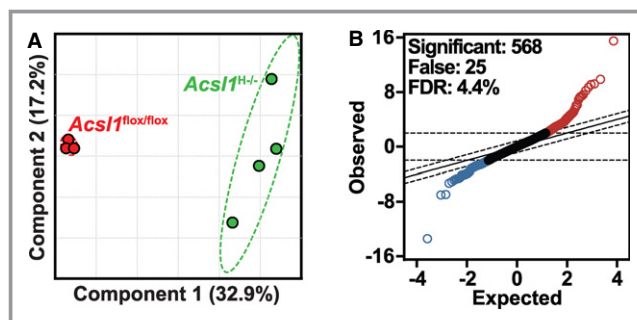 A
Acsl1H-/-
Acsl1flox/flox
Component 2 (17.2%)
Component 1 (32.9%)
B
Significant: 568
False: 25
FDR: 4.4%
Observed
8
0
-8
-16
-4
-2
0
2
4
Expected
16